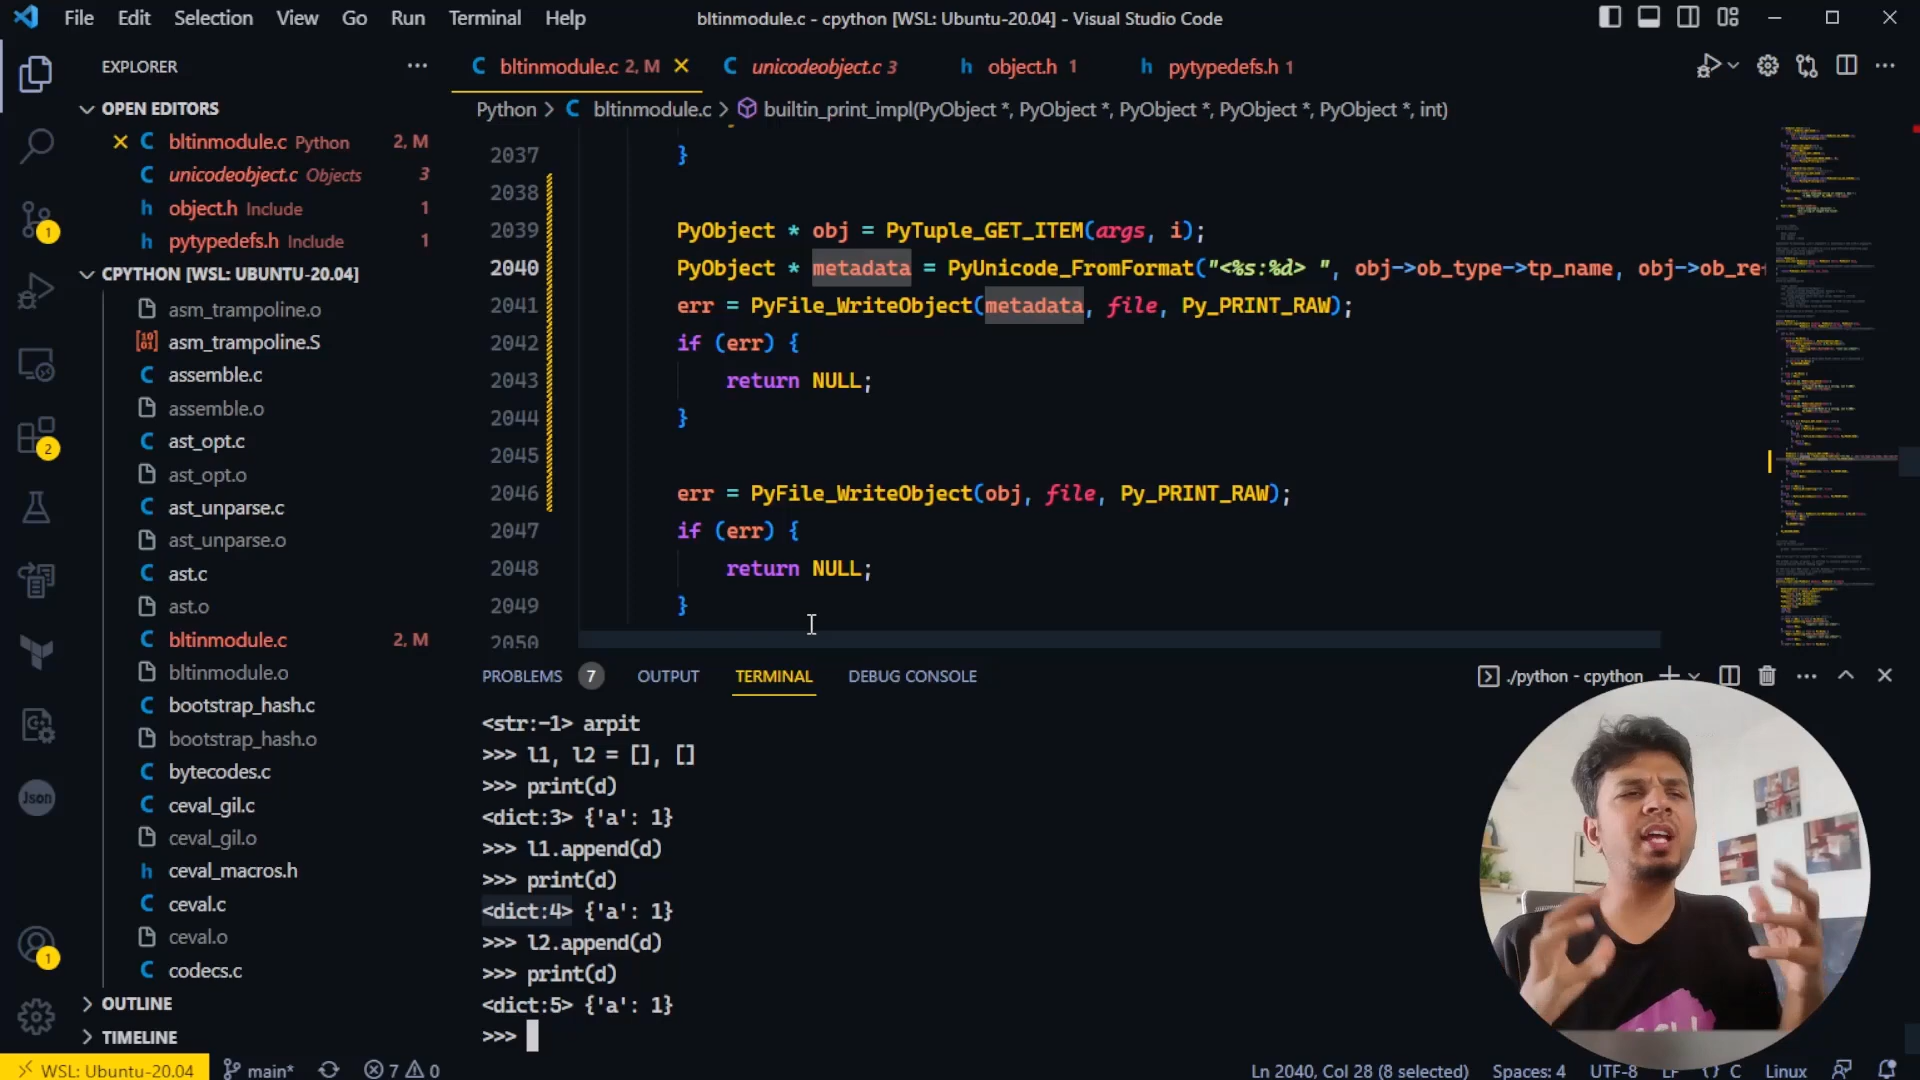 File Edit Selection View Go Run Terminal Help
bltinmodule.c - cpython [WSL: Ubuntu-20.04] - Visual Studio Code
EXPLORER
OPEN EDITORS
bltinmodule.c Python 2, M
unicodeobject.c Objects 3
object.h Include 1
pytypedefs.h Include 1
CPYTHON [WSL: UBUNTU-20.04]
asm_trampoline.o
asm_trampoline.S
assemble.c
assemble.o
ast_opt.c
ast_opt.o
ast_unparse.c
ast_unparse.o
ast.c
ast.o
bltinmodule.c 2, M
bltinmodule.o
bootstrap_hash.c
bootstrap_hash.o
bytecodes.c
ceval_gil.c
ceval_gil.o
ceval_macros.h
ceval.c
ceval.o
codecs.c
OUTLINE
TIMELINE
1
2
Json
1
bltinmodule.c 2, M
unicodeobject.c 3
object.h 1
pytypedefs.h 1
Python > C bltinmodule.c > builtin_print_impl(PyObject *, PyObject *, PyObject *, PyObject *, PyObject *, int)
2037 }
2038
2039 PyObject * obj = PyTuple_GET_ITEM(args, i);
2040 PyObject * metadata = PyUnicode_FromFormat("<%s:%d> ", obj->ob_type->tp_name, obj->ob_re
2041 err = PyFile_WriteObject(metadata, file, Py_PRINT_RAW);
2042 if (err) {
2043 return NULL;
2044 }
2045
2046 err = PyFile_WriteObject(obj, file, Py_PRINT_RAW);
2047 if (err) {
2048 return NULL;
2049 }
2050
PROBLEMS 7 OUTPUT TERMINAL DEBUG CONSOLE
./python - cpython
<str:-1> arpit
>>> l1, l2 = [], []
>>> print(d)
<dict:3> {'a': 1}
>>> l1.append(d)
>>> print(d)
<dict:4> {'a': 1}
>>> l2.append(d)
>>> print(d)
<dict:5> {'a': 1}
>>>
WSL: Ubuntu-20.04 main* 7 0
Ln 2040, Col 28 (8 selected) Spaces: 4 UTF-8 LF {} C Linux